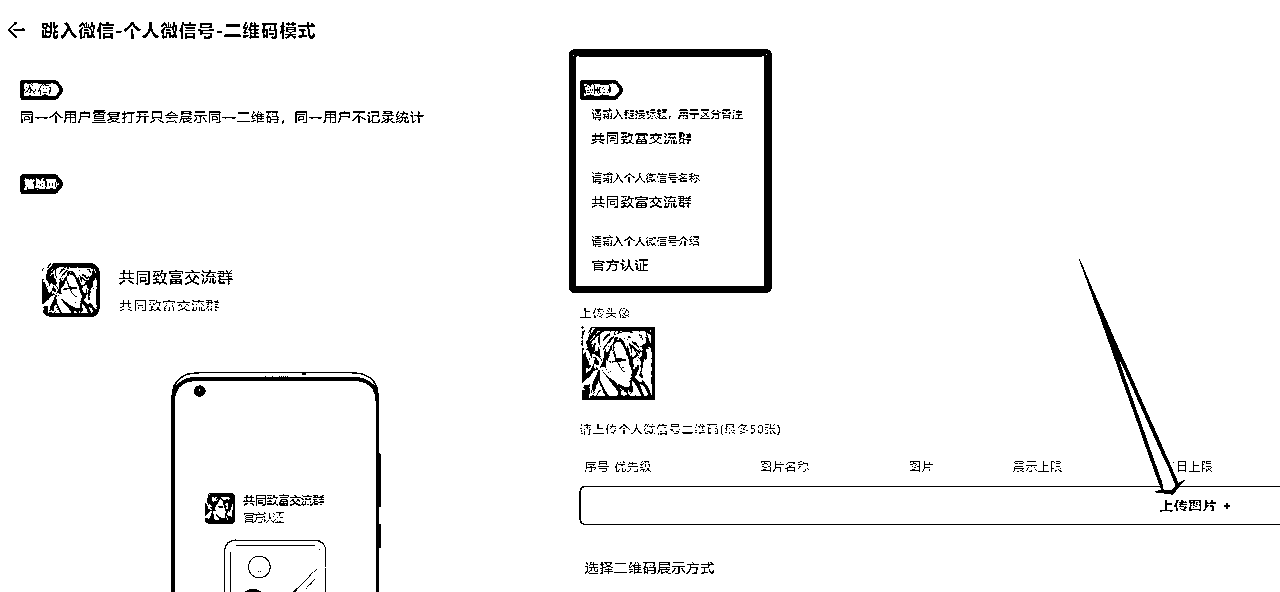 跳入微信-个人微信号-二维码模式
同一个用户重复打开只会展示同一二维码，同一用户不记录统计
落地页
共同致富交流群
共同致富交流群
共同致富交流群
官方认证
请输入链接标题，用于区分备注
共同致富交流群
请输入个人微信号名称
共同致富交流群
请输入个人微信号介绍
官方认证
上传头像
请上传个人微信号二维码(最多50张)
序号 优先级 图片名称 图片 展示上限 日上限
上传图片 +
选择二维码展示方式